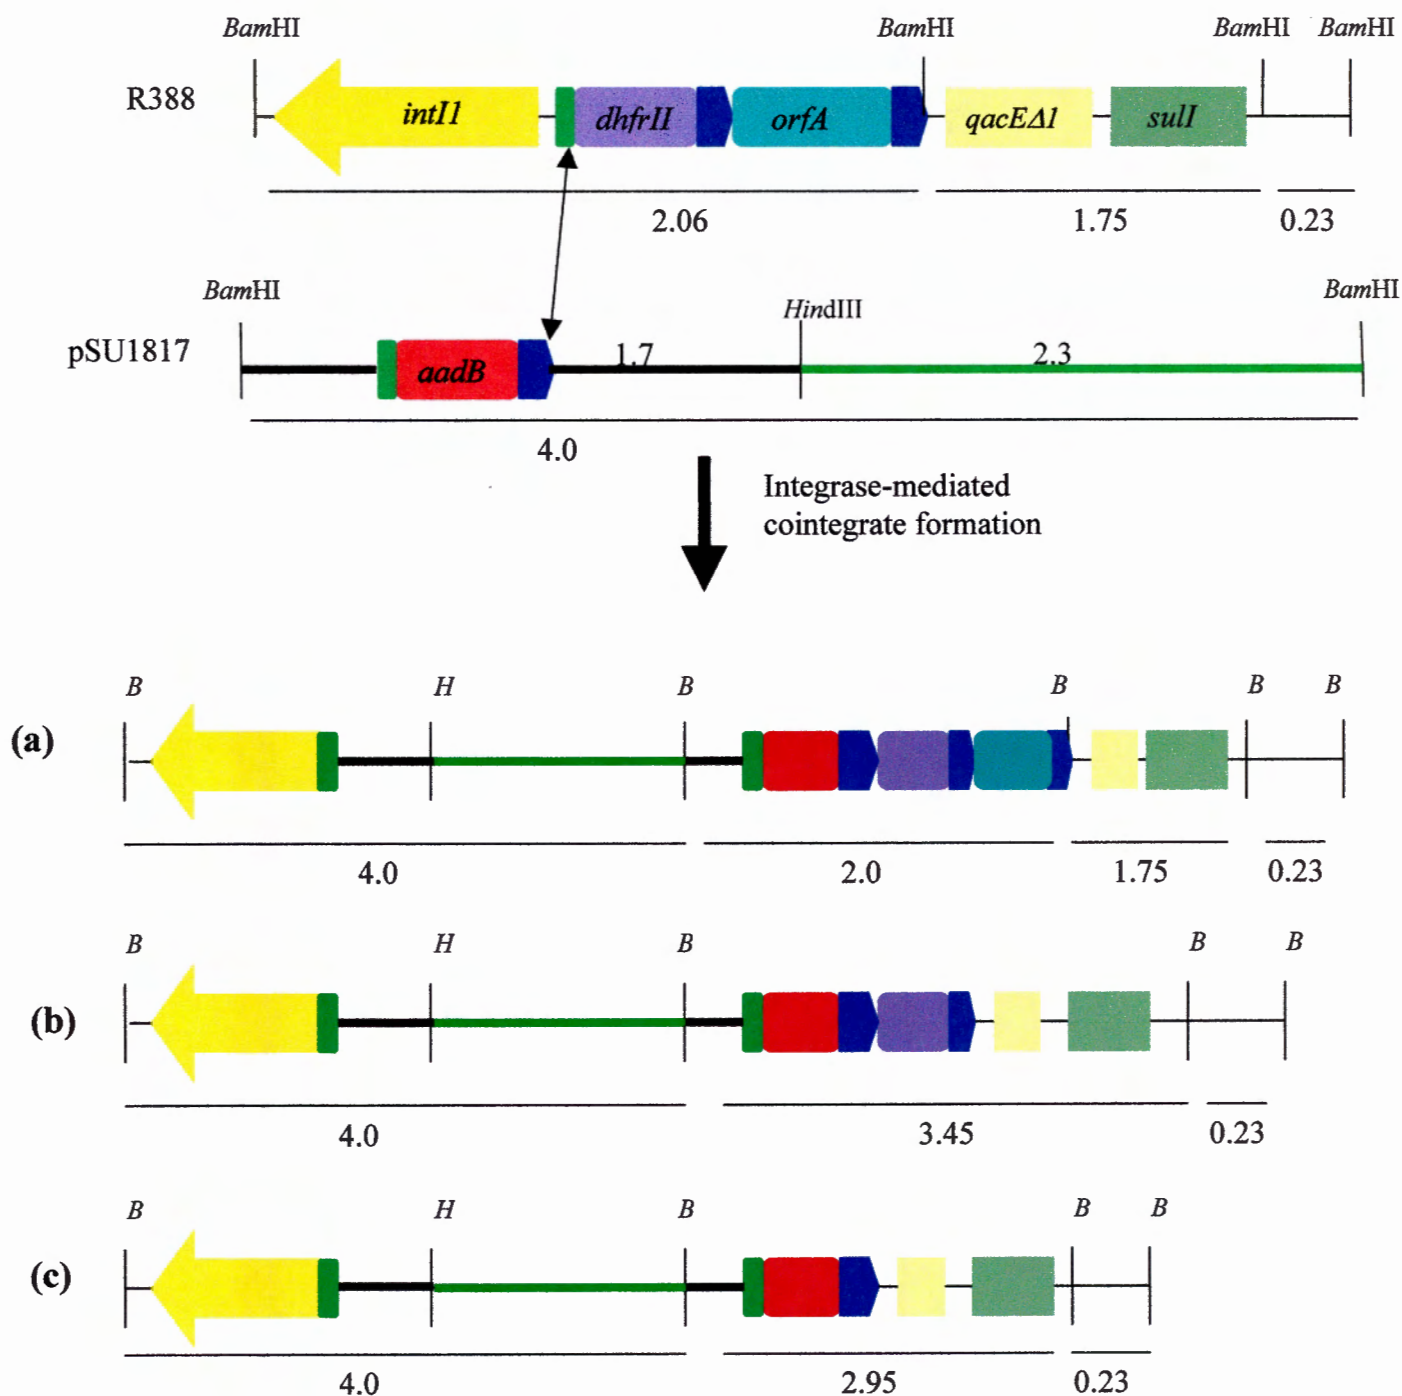 BamHI BamHI BamHI BamHI
R388 intI1 dhfrII orfA qacEΔ1 sulI
2.06 1.75 0.23
BamHI HindIII BamHI
pSU1817 aadB 1.7 2.3
4.0
Integrase-mediated
cointegrate formation
B H B B B B
(a)
4.0 2.0 1.75 0.23
B H B B B
(b)
4.0 3.45 0.23
B H B B B
(c)
4.0 2.95 0.23